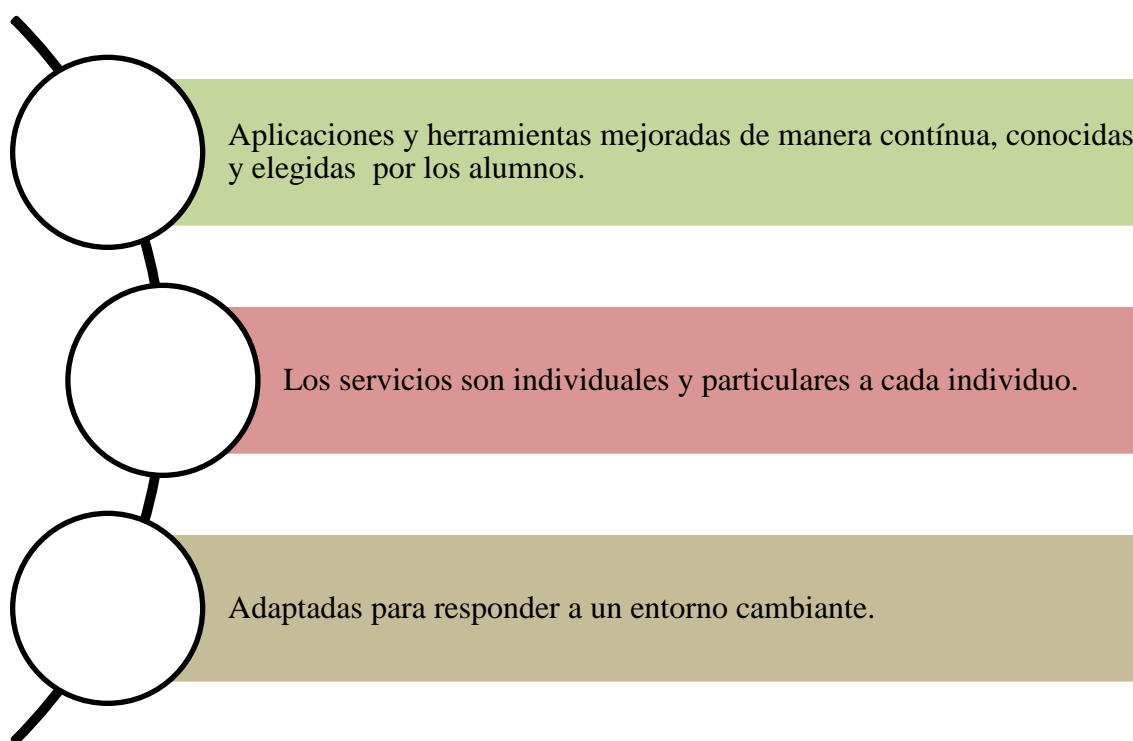 Aplicaciones y herramientas mejoradas de manera contínua, conocidas
y elegidas  por los alumnos.
Los servicios son individuales y particulares a cada individuo.
Adaptadas para responder a un entorno cambiante.